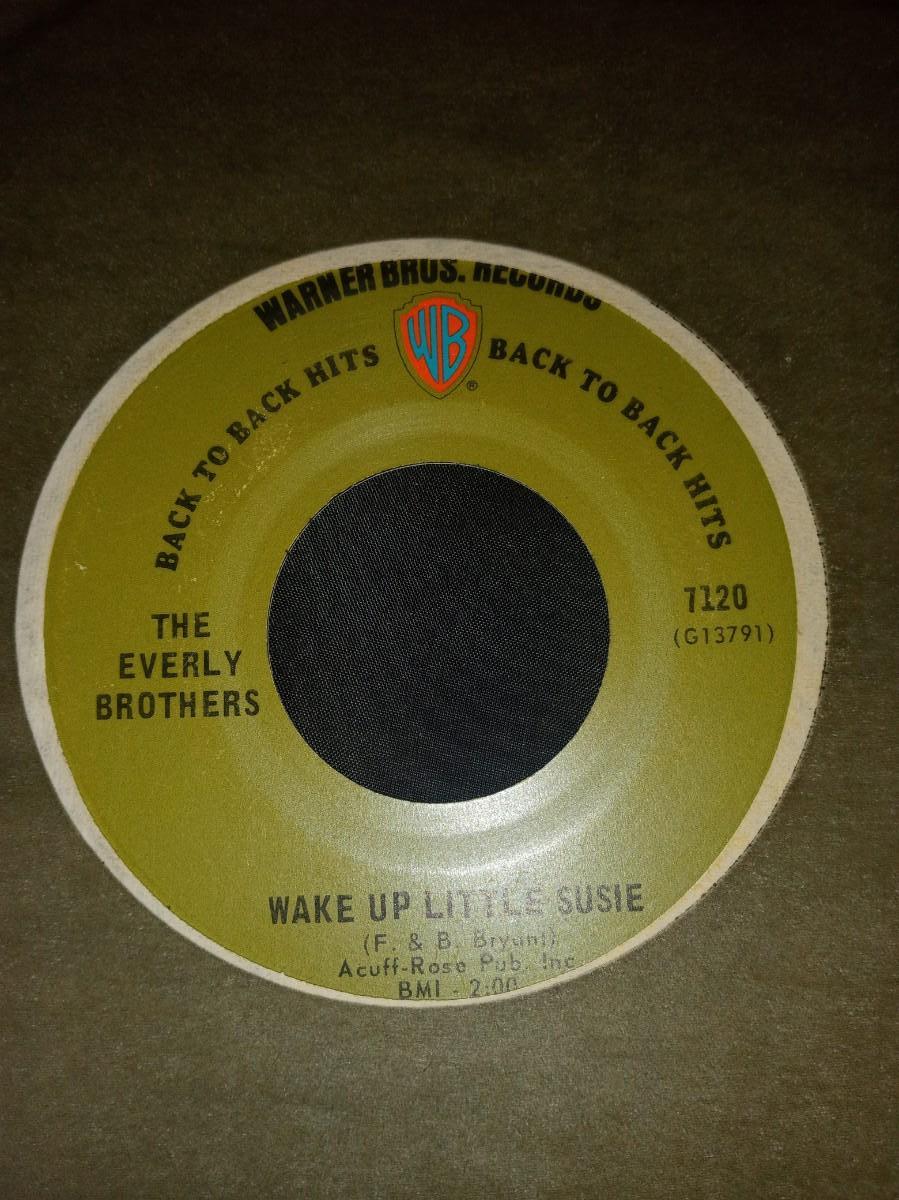 WARNER BROS. RECORDS
BACK TO BACK HITS
WB
®
BACK TO BACK HITS
THE
EVERLY
BROTHERS
7120
(G13791)
WAKE UP LITTLE SUSIE
(F. & B. Bryant)
Acuff-Rose Pub. Inc
BMI - 2:00